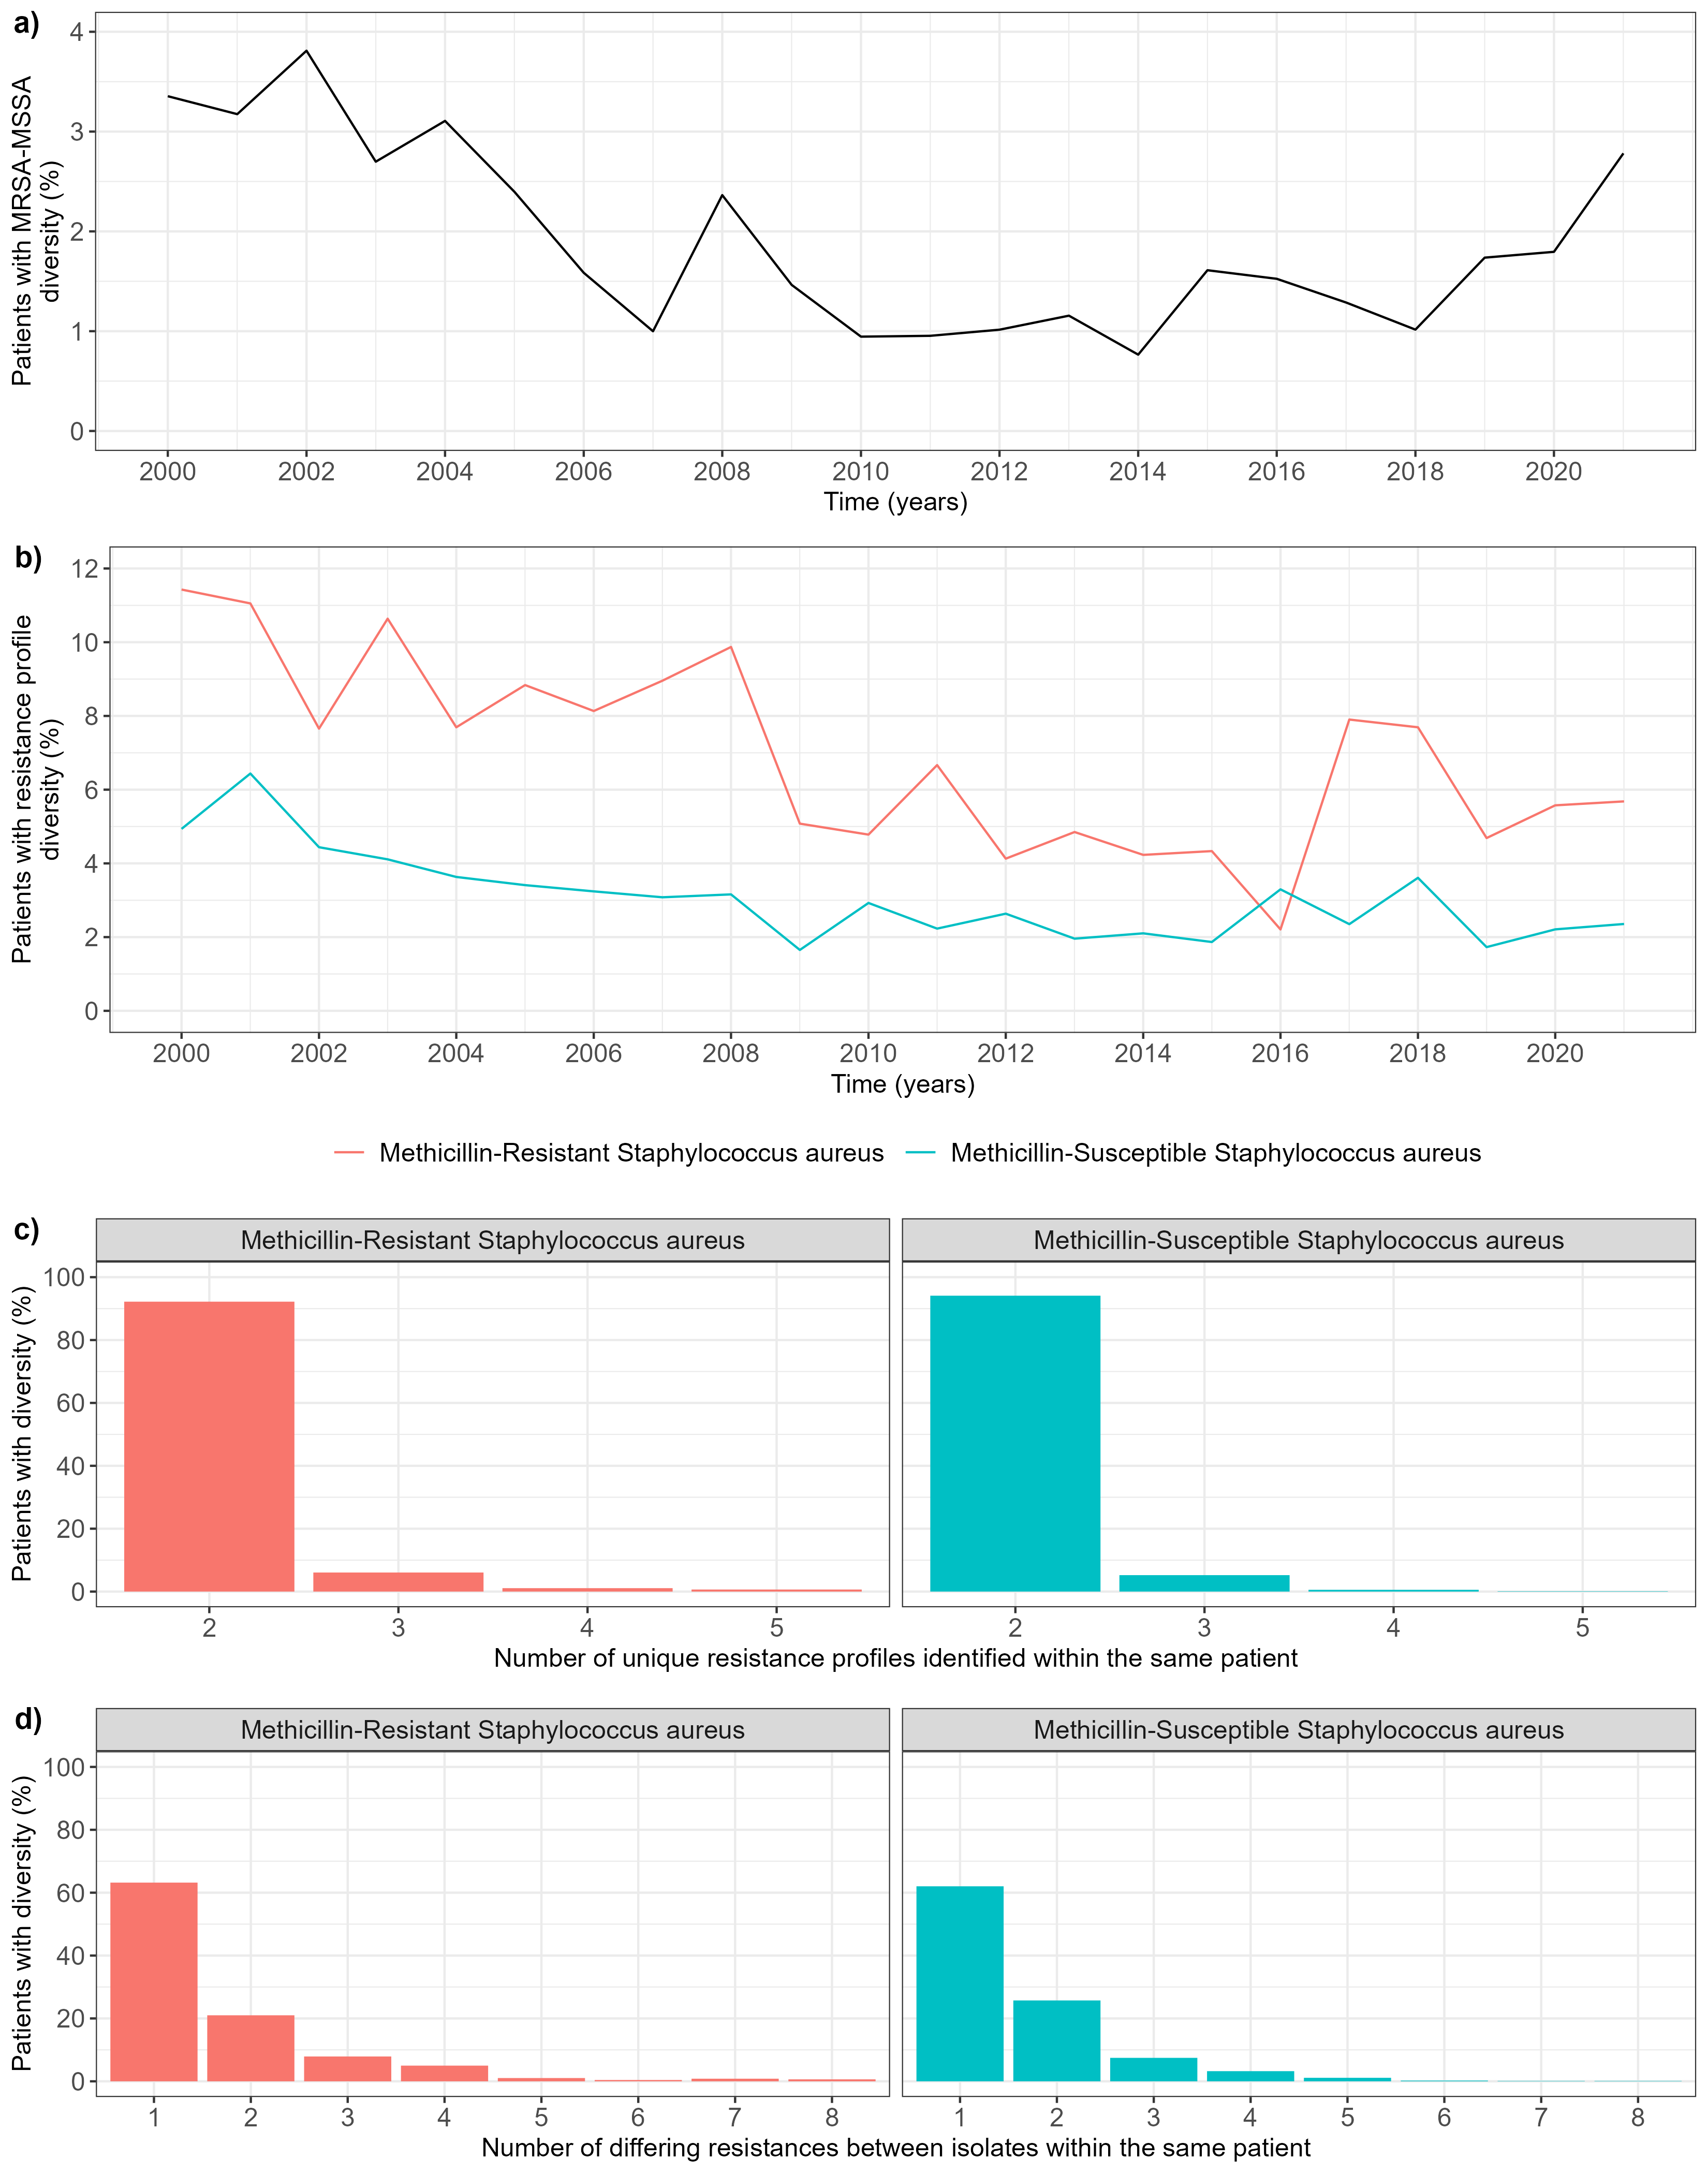 a)
Patients with MRSA-MSSA
diversity (%)
4
3
2
1
0
2000 2002 2004 2006 2008 2010 2012 2014 2016 2018 2020
Time (years)
b)
Patients with resistance profile
diversity (%)
12
10
8
6
4
2
0
2000 2002 2004 2006 2008 2010 2012 2014 2016 2018 2020
Time (years)
Methicillin-Resistant Staphylococcus aureus Methicillin-Susceptible Staphylococcus aureus
c)
Methicillin-Resistant Staphylococcus aureus Methicillin-Susceptible Staphylococcus aureus
Patients with diversity (%)
100
80
60
40
20
0
2 3 4 5 2 3 4 5
Number of unique resistance profiles identified within the same patient
d)
Methicillin-Resistant Staphylococcus aureus Methicillin-Susceptible Staphylococcus aureus
Patients with diversity (%)
100
80
60
40
20
0
1 2 3 4 5 6 7 8 1 2 3 4 5 6 7 8
Number of differing resistances between isolates within the same patient